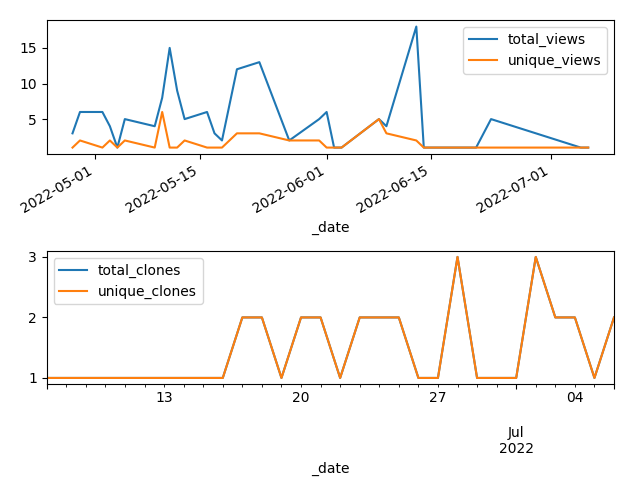 total_views
unique_views
15
10
5
2022-05-01
2022-05-15
2022-06-01
2022-06-15
2022-07-01
_date
total_clones
unique_clones
3
2
1
13
20
27
04
Jul
2022
_date